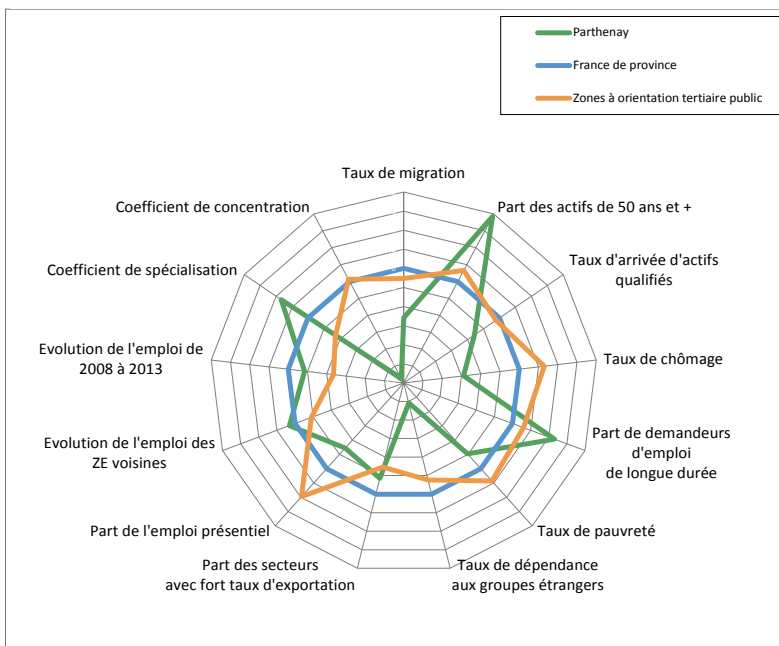 Parthenay
France de province
Zones à orientation tertiaire public
Taux de migration
Part des actifs de 50 ans et +
Taux d'arrivée d'actifs
qualifiés
Taux de chômage
Part de demandeurs
d'emploi
de longue durée
Taux de pauvreté
Taux de dépendance
aux groupes étrangers
Part des secteurs
avec fort taux d'exportation
Part de l'emploi présentiel
Evolution de l'emploi des
ZE voisines
Evolution de l'emploi de
2008 à 2013
Coefficient de spécialisation
Coefficient de concentration